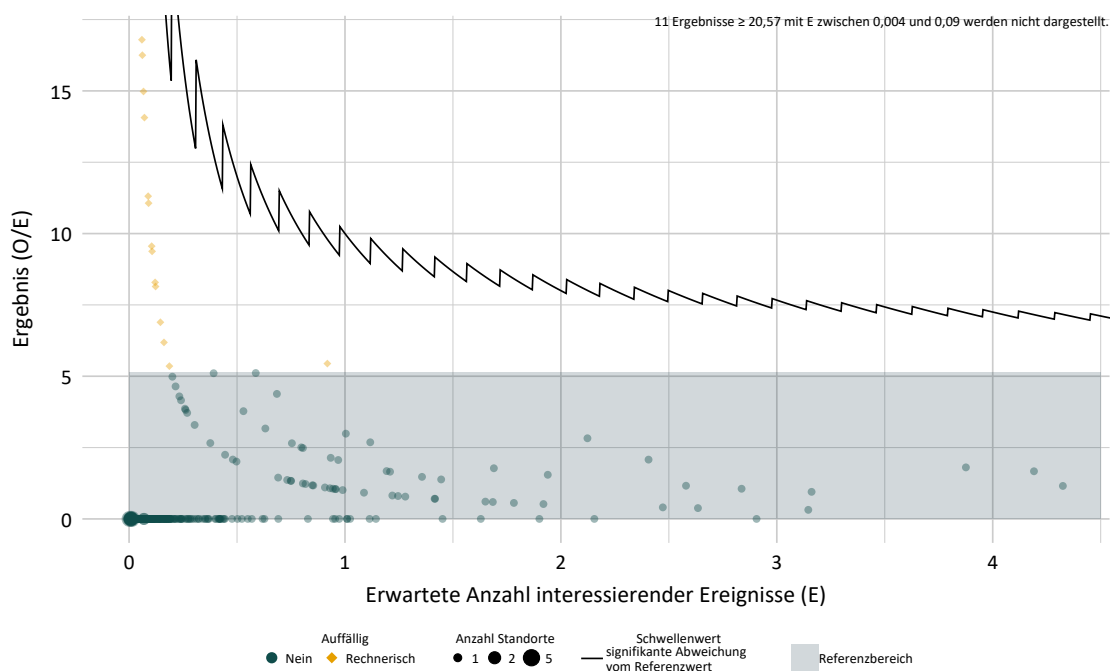 11 Ergebnisse ≥ 20,57 mit E zwischen 0,004 und 0,09 werden nicht dargestellt.
Ergebnis (O/E)
15
10
5
0
0
1
2
3
4
Erwartete Anzahl interessierender Ereignisse (E)
Auffällig
Nein
Rechnerisch
Anzahl Standorte
1
2
5
Schwellenwert
signifikante Abweichung
vom Referenzwert
Referenzbereich